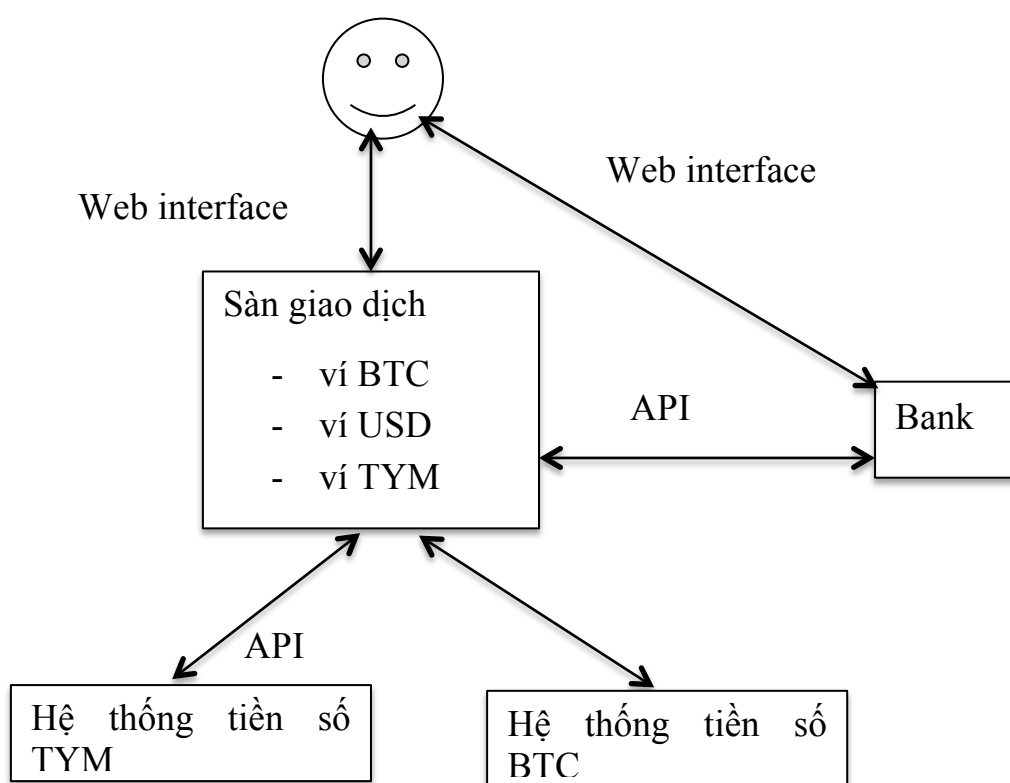 Web interface
Web interface
Sàn giao dịch
- ví BTC
- ví USD
- ví TYM
API
Bank
API
Hệ thống tiền số
TYM
Hệ thống tiền số
BTC